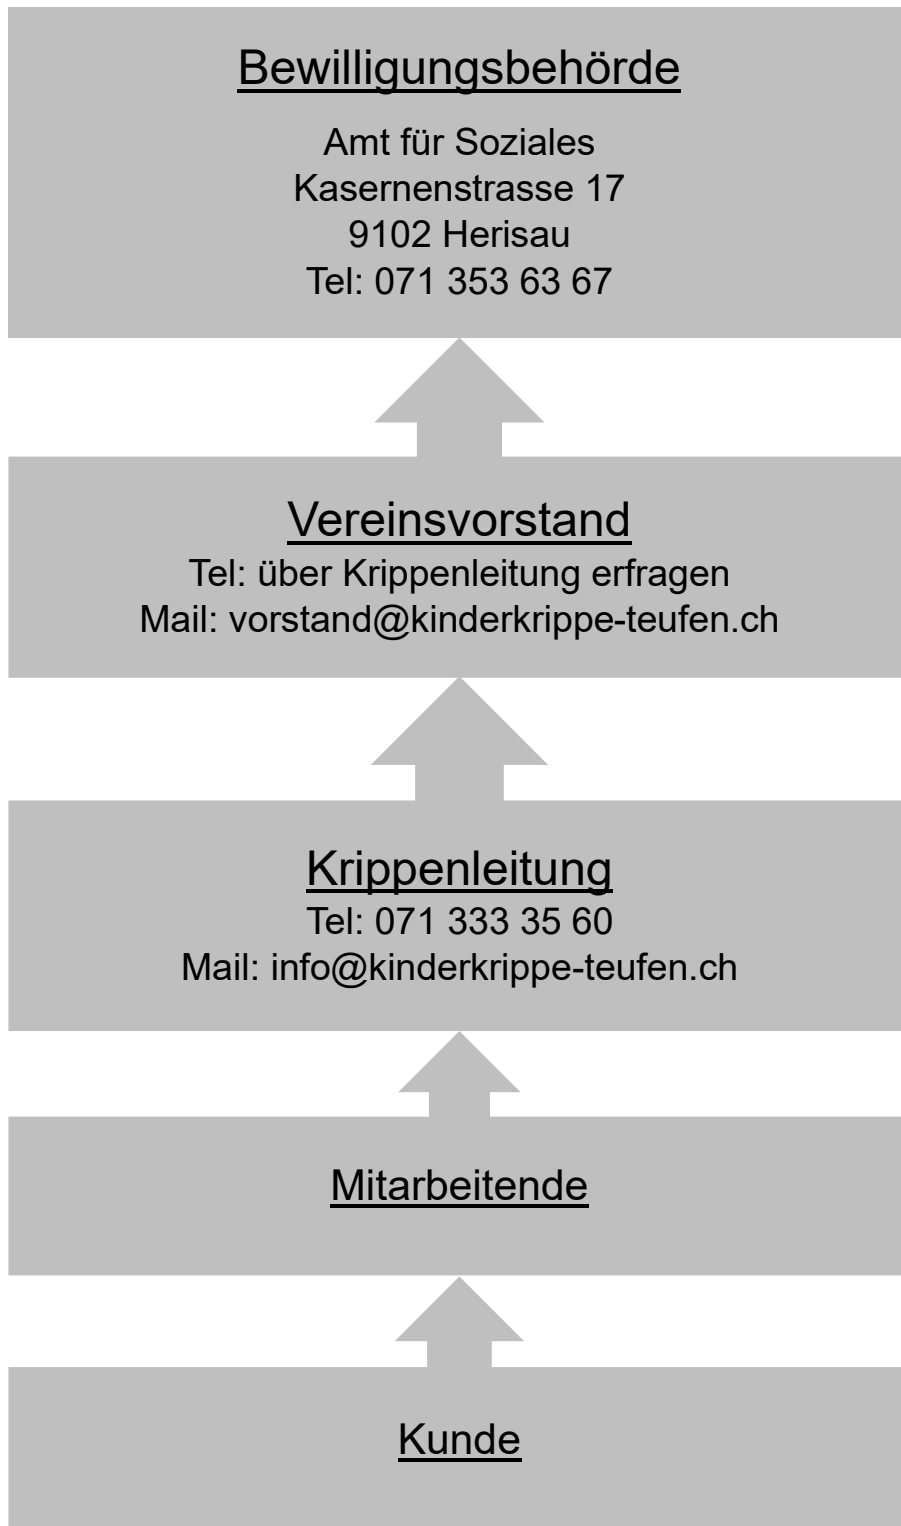 Bewilligungsbehörde
Amt für Soziales
Kasernenstrasse 17
9102 Herisau
Tel: 071 353 63 67
Vereinsvorstand
Tel: über Krippenleitung erfragen
Mail: vorstand@kinderkrippe-teufen.ch
Krippenleitung
Tel: 071 333 35 60
Mail: info@kinderkrippe-teufen.ch
Mitarbeitende
Kunde